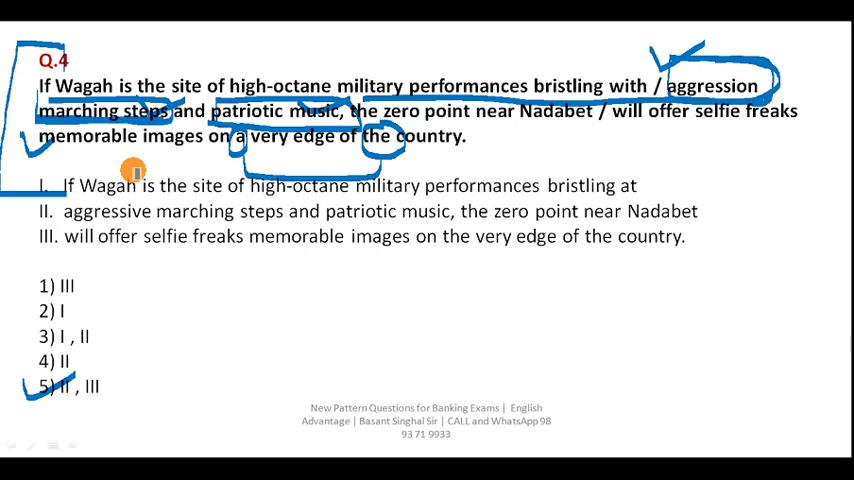 Q.4
If Wagah is the site of high-octane military performances bristling with / aggression
marching steps and patriotic music, the zero point near Nadabet / will offer selfie freaks
memorable images on a very edge of the country.
I. If Wagah is the site of high-octane military performances bristling at
II. aggressive marching steps and patriotic music, the zero point near Nadabet
III. will offer selfie freaks memorable images on the very edge of the country.
1) III
2) I
3) I , II
4) II
5) II , III
New Pattern Questions for Banking Exams | English
Advantage | Basant Singhal Sir | CALL and WhatsApp 98
93 71 9933